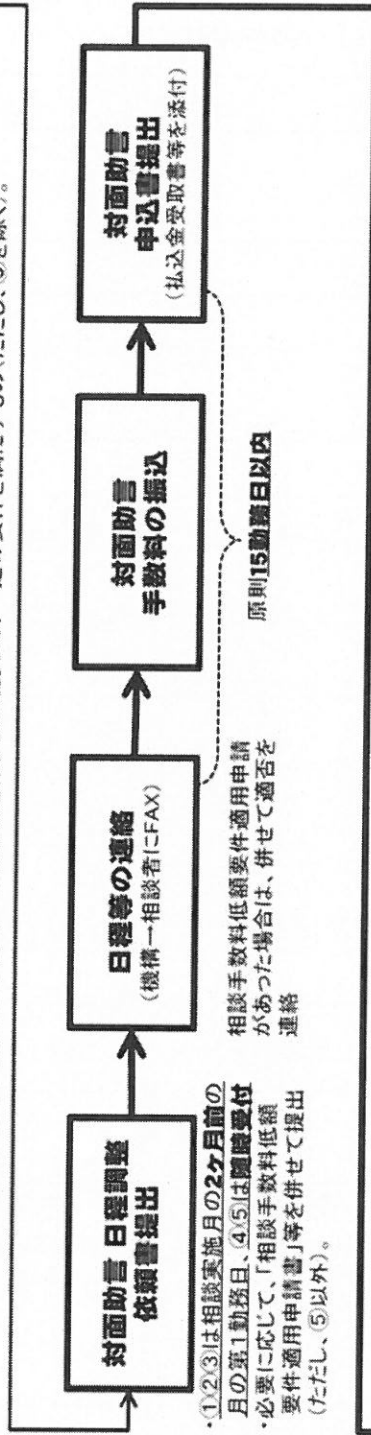 を除く)。
対面助言 日程調整
依頼書提出
・①②③は相談実施月の2ヶ月前の
月の第1勤務日、④⑤は随時受付
・必要に応じて、「相談手数料低額
要件適用申請書」等を併せて提出
(ただし、⑤以外)。
日程等の連絡
(機構→相談者にFAX)
相談手数料低額要件適用申請
があった場合は、併せて適否を
連絡
対面助言
手数料の振込
原則15勤務日以内
対面助言
申込書提出
(払込金受取書等を添付)